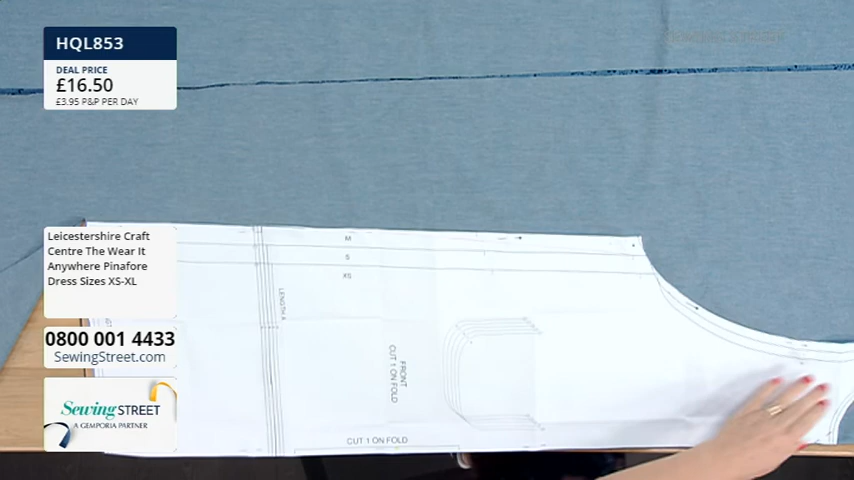 HQL853
DEAL PRICE
£16.50
£3.95 P&P PER DAY
Leicestershire Craft
Centre The Wear It
Anywhere Pinafore
Dress Sizes XS-XL
0800 001 4433
SewingStreet.com
Sewing STREET
A GEMPORIA PARTNER
M
S
XS
FRONT
CUT 1 ON FOLD
CUT 1 ON FOLD